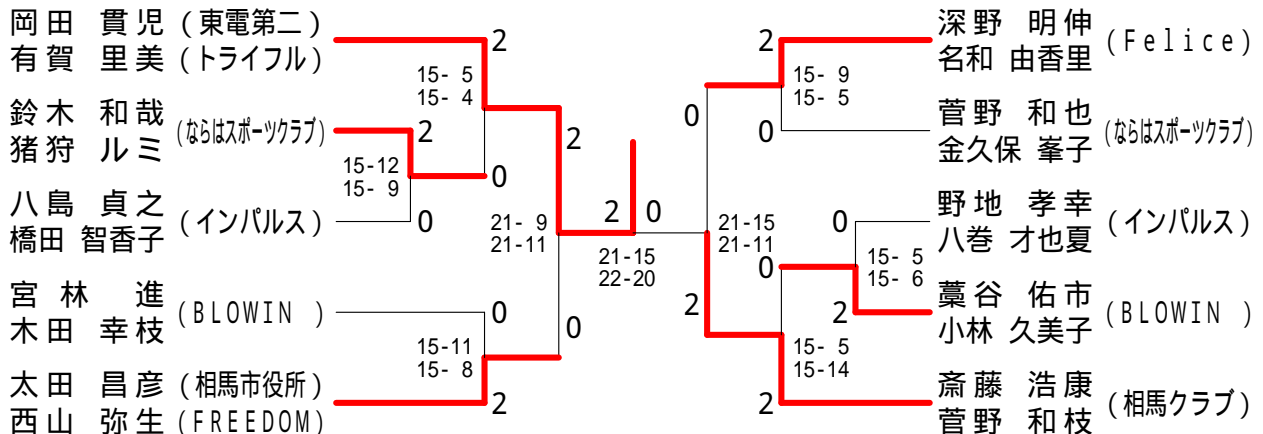 岡田 貫児 (東電第二)
有賀 里美 (トライフル)
鈴木 和哉
猪狩 ルミ
(ならはスポーツクラブ)
八島 貞之
橋田 智香子
(インパルス)
宮林 進
木田 幸枝
(BLOWIN )
太田 昌彦 (相馬市役所)
西山 弥生 (FREEDOM)
2
15- 5
15- 4
2
15-12
15- 9
0
0
2
21- 9
21-11
0
15-11
15- 8
2
0
2
0
21-15
22-20
0
21-15
21-11
2
2
15- 9
15- 5
0
0
15- 5
15- 6
2
0
15- 5
15-14
2
深野 明伸
名和 由香里
(Felice)
菅野 和也
金久保 峯子
(ならはスポーツクラブ)
野地 孝幸
八巻 才也夏
(インパルス)
藁谷 佑市
小林 久美子
(BLOWIN )
斎藤 浩康
菅野 和枝
(相馬クラブ)